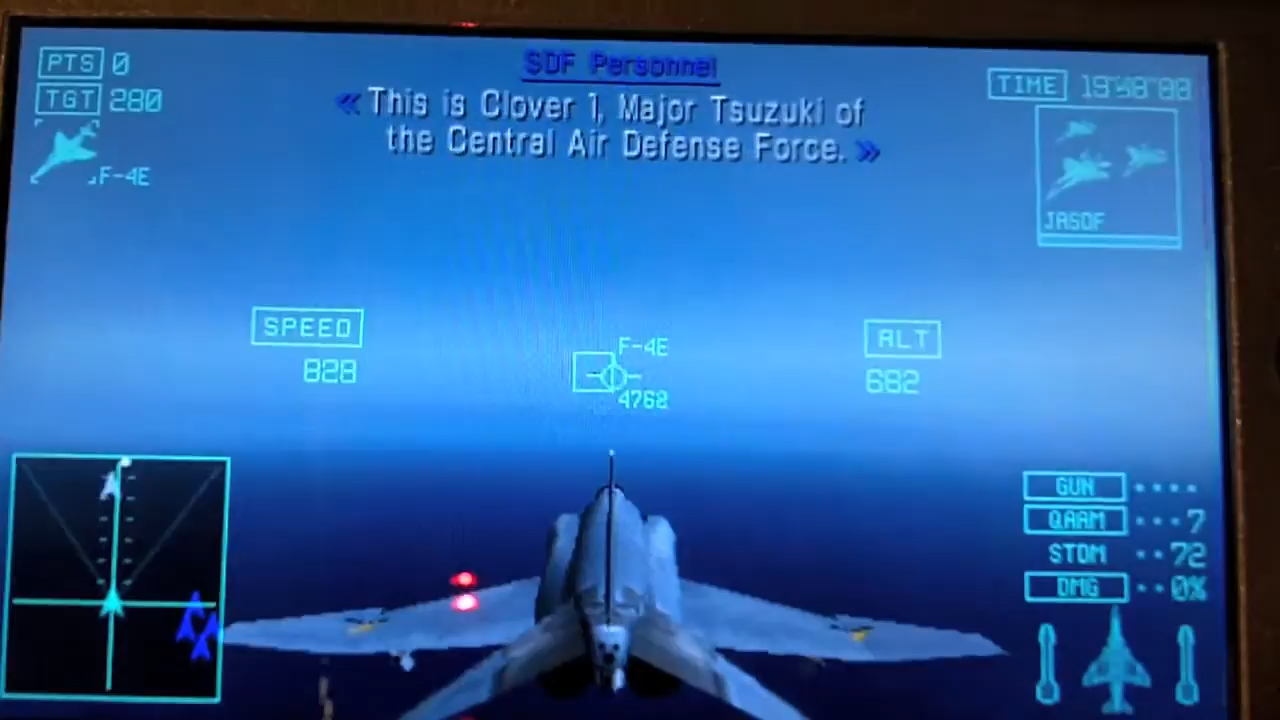 PTS 0
SDF Personnel
TIME
TGT 280
« This is Clover 1, Major Tsuzuki of
the Central Air Defense Force. »
F-4E
JASDF
SPEED
828
F-4E
4768
ALT
682
GUN
QAAM 7
STDM 72
DMG 0%